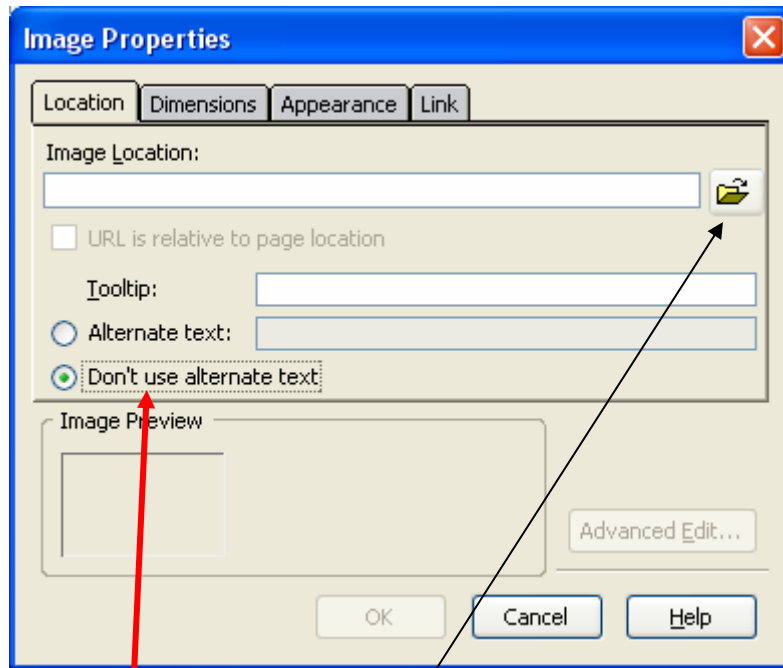 Image Properties
Location Dimensions Appearance Link
Image Location:
URL is relative to page location
Tooltip:
Alternate text:
Don't use alternate text
Image Preview
Advanced Edit...
OK Cancel Help